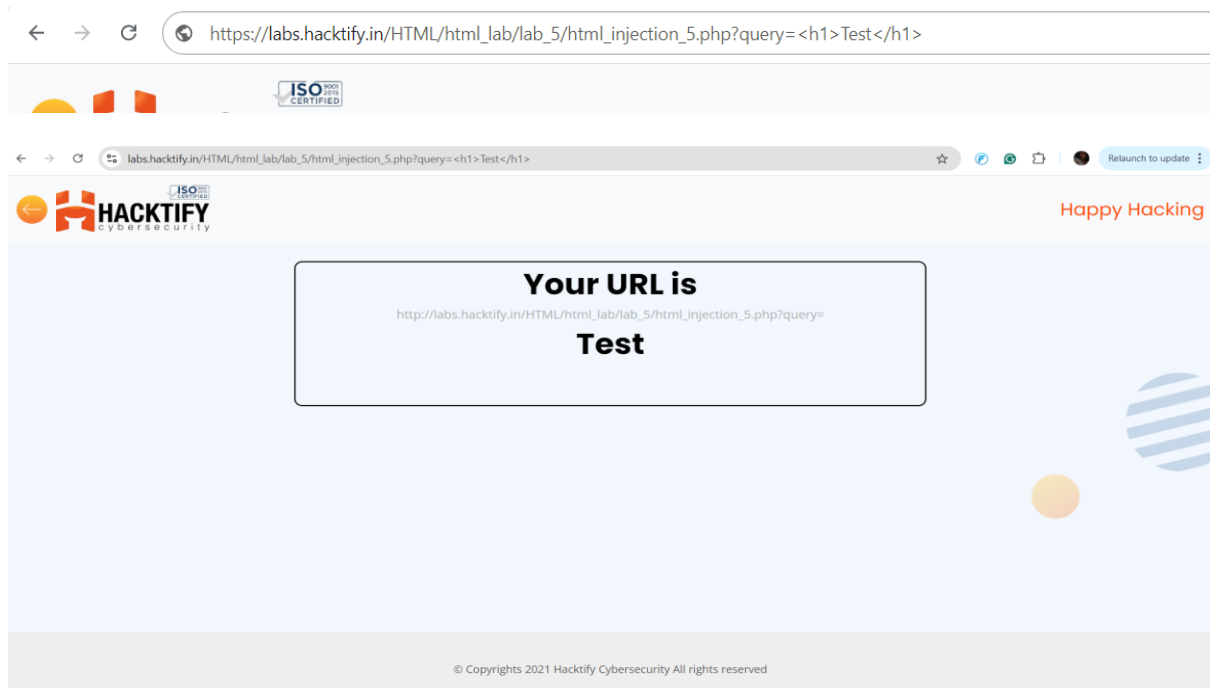 https://labs.hacktify.in/HTML/html_lab/lab_5/html_injection_5.php?query=<h1>Test</h1>
ISO 9001 2015
CERTIFIED
labs.hacktify.in/HTML/html_lab/lab_5/html_injection_5.php?query=<h1>Test</h1>
Relaunch to update
ISO
CERTIFIED
HACKTIFY
cybersecurity
Happy Hacking
Your URL is
http://labs.hacktify.in/HTML/html_lab/lab_5/html_injection_5.php?query=
Test
© Copyrights 2021 Hacktify Cybersecurity All rights reserved